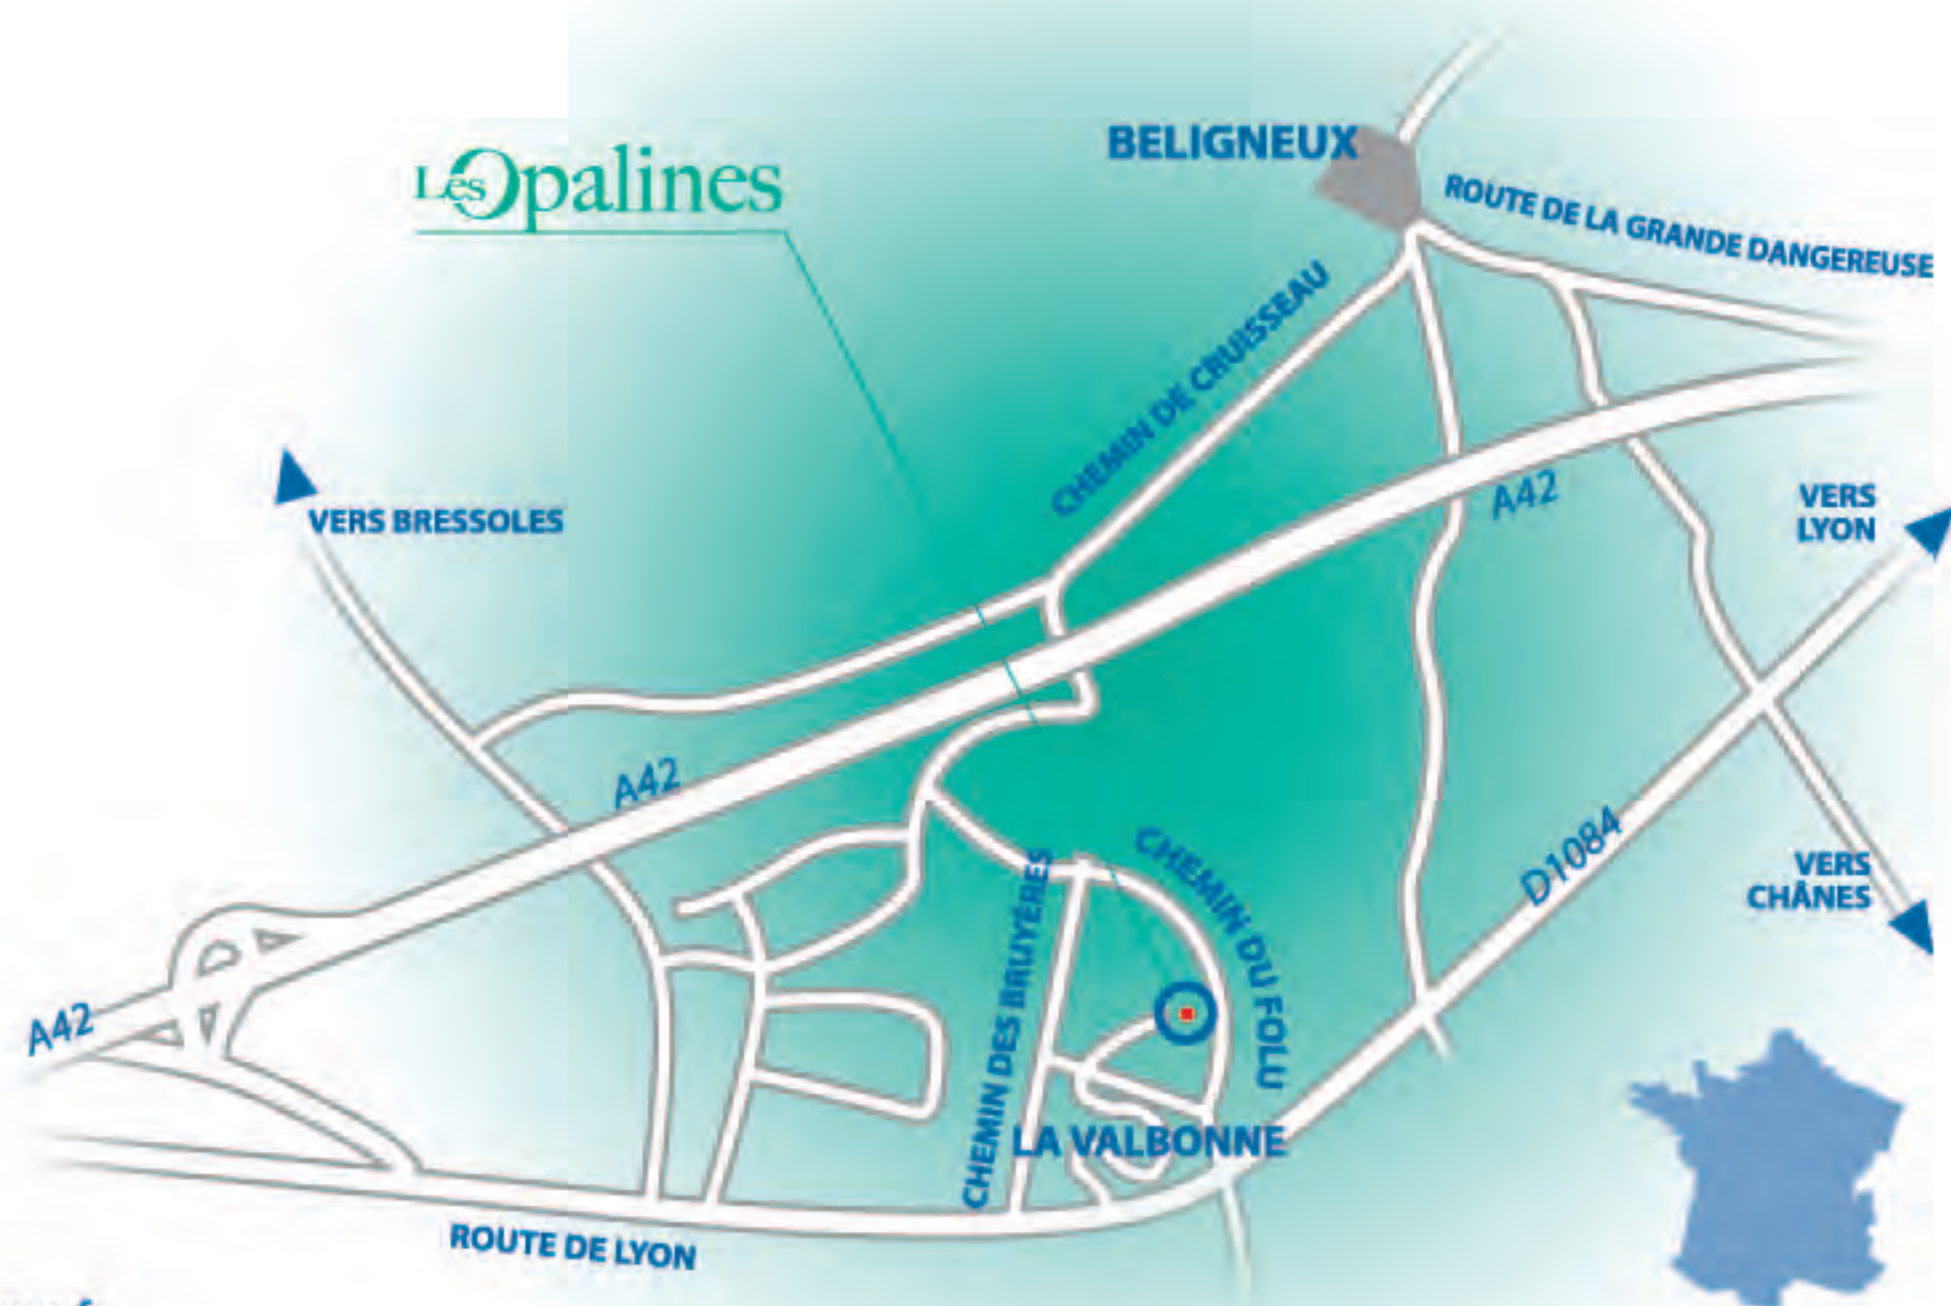 BELIGNEUX
Les Opalines
ROUTE DE LA GRANDE DANGEREUSE
CHEMIN DE CRUISSEAU
VERS BRESSOLES
A42
VERS
LYON
A42
D1084
CHEMIN DU FOLU
CHEMIN DES BRUYÈRES
VERS
CHÂNES
A42
LA VALBONNE
ROUTE DE LYON